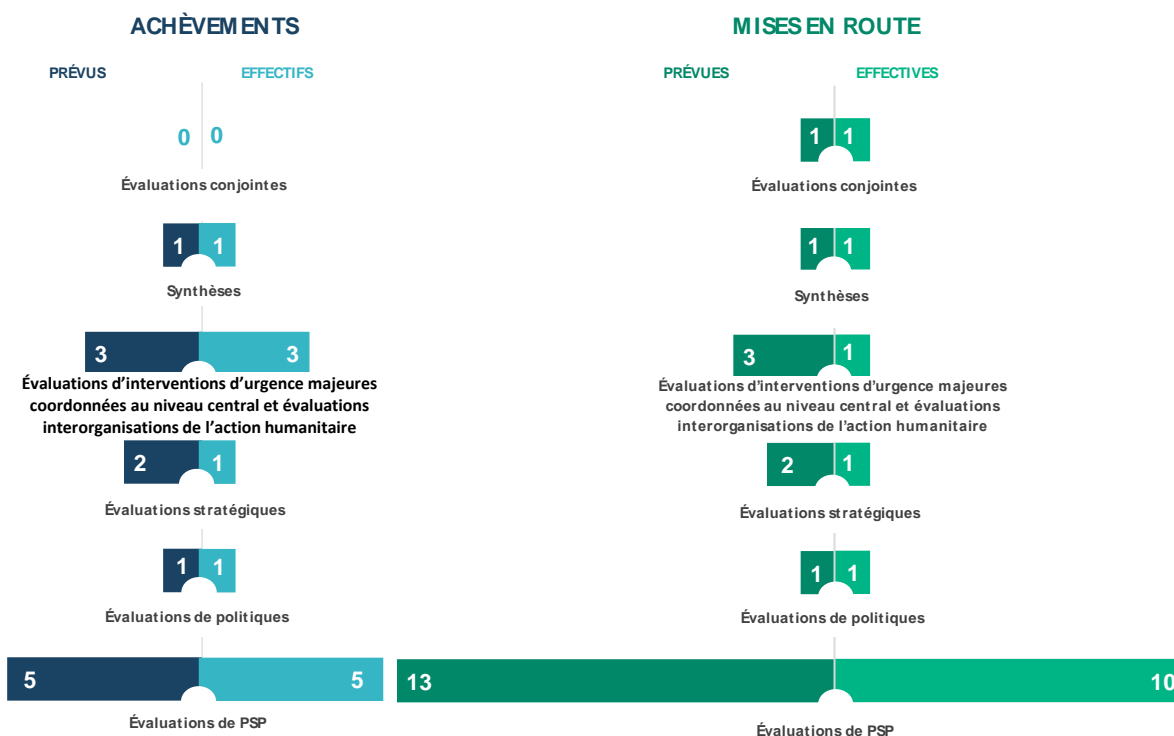 ACHÈVEMENTS
PRÉVUS EFFECTIFS
0 0
Évaluations conjointes
1 1
Synthèses
3 3
Évaluations d'interventions d'urgence majeures
coordonnées au niveau central et évaluations
interorganisations de l'action humanitaire
2 1
Évaluations stratégiques
1 1
Évaluations de politiques
5 5
Évaluations de PSP
MISES EN ROUTE
PRÉVUES EFFECTIVES
1 1
Évaluations conjointes
1 1
Synthèses
3 1
Évaluations d'interventions d'urgence majeures
coordonnées au niveau central et évaluations
interorganisations de l'action humanitaire
2 1
Évaluations stratégiques
1 1
Évaluations de politiques
13 10
Évaluations de PSP